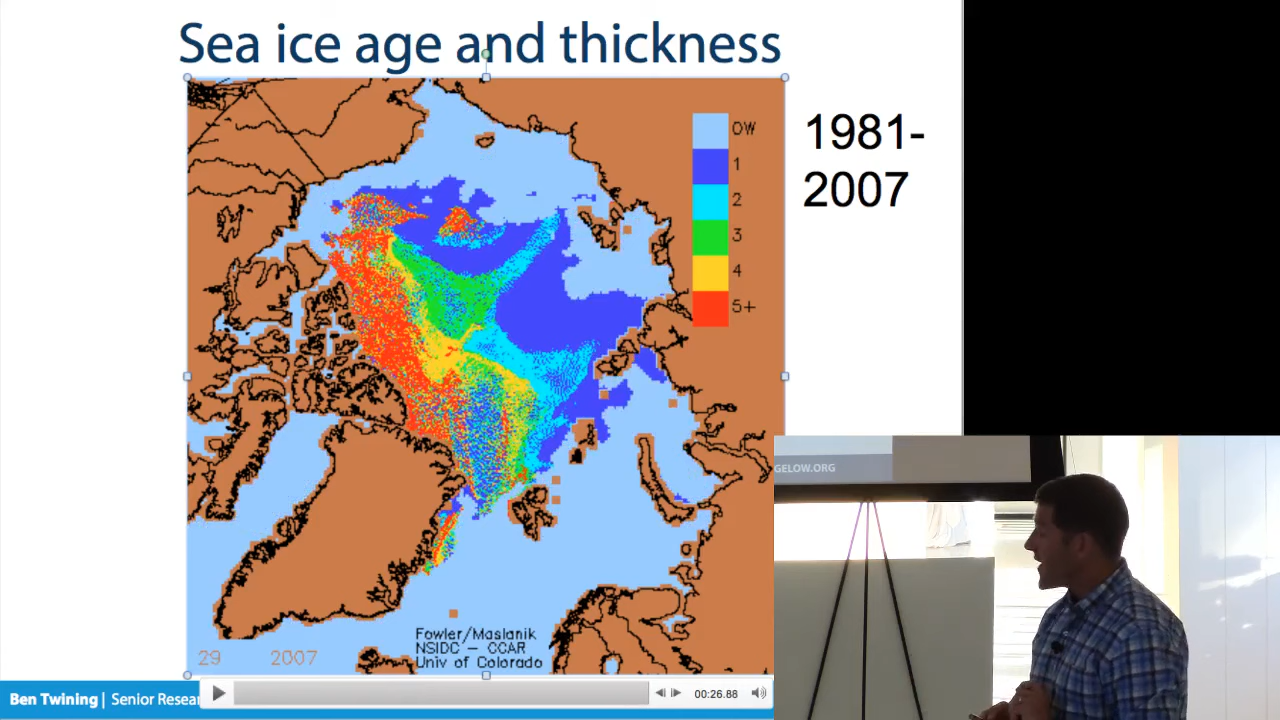 Sea ice age and thickness
1981-
2007
OW
1
2
3
4
5+
Fowler/Maslanik
NSIDC – CCAR
Univ of Colorado
29 2007
GELOW.ORG
Ben Twining | Senior Resear
00:26.88